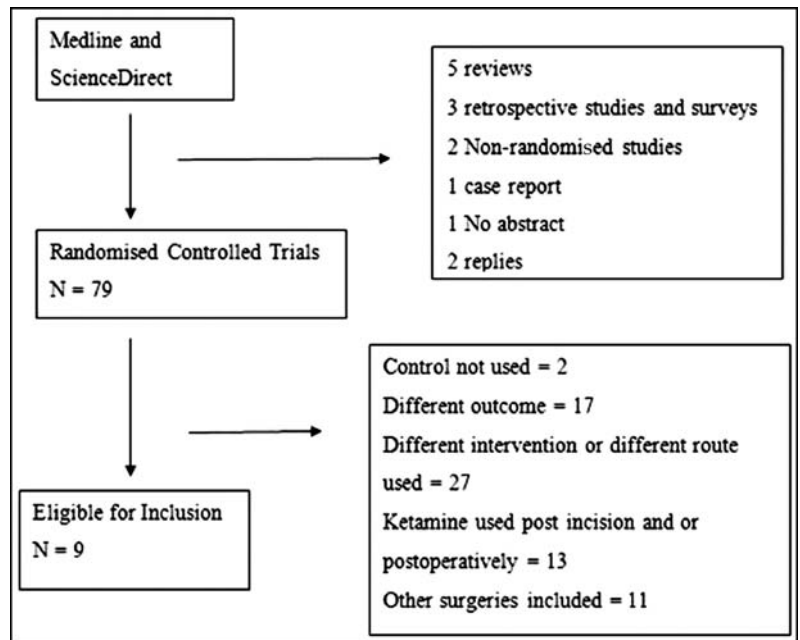 Medline and
ScienceDirect
5 reviews
3 retrospective studies and surveys
2 Non-randomised studies
1 case report
1 No abstract
2 replies
Randomised Controlled Trials
N = 79
Control not used = 2
Different outcome = 17
Different intervention or different route
used = 27
Ketamine used post incision and or
postoperatively = 13
Other surgeries included = 11
Eligible for Inclusion
N = 9